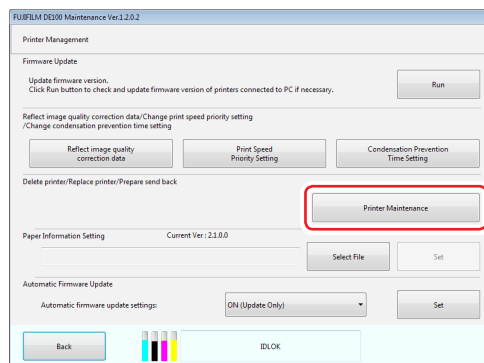 FUJIFILM DE100 Maintenance Ver.1.2.0.2
Printer Management
Firmware Update
Update firmware version.
Click Run button to check and update firmware version of printers connected to PC if necessary.
Run
Reflect image quality correction data/Change print speed priority setting
/Change condensation prevention time setting
Reflect image quality
correction data
Print Speed
Priority Setting
Condensation Prevention
Time Setting
Delete printer/Replace printer/Prepare send back
Printer Maintenance
Paper Information Setting
Current Ver : 2.1.0.0
Select File
Set
Automatic Firmware Update
Automatic firmware update settings:
ON (Update Only)
Set
Back
IDLOK